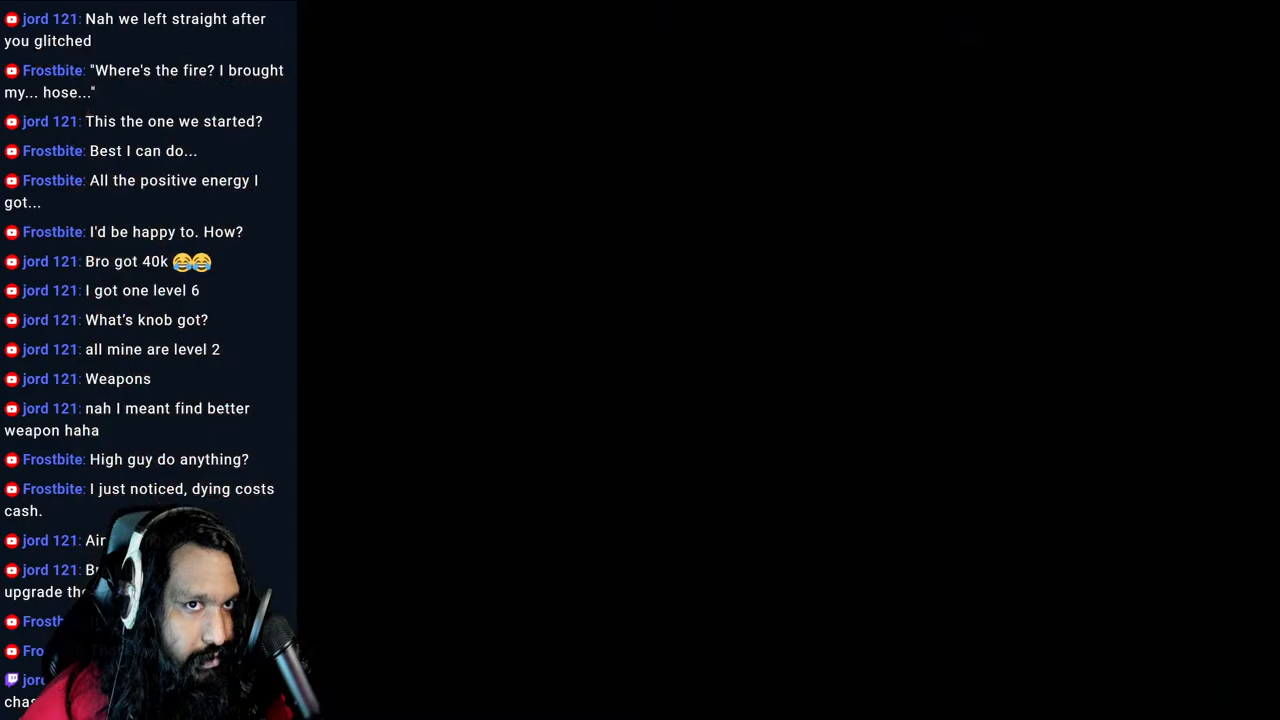 jord 121: Nah we left straight after
you glitched
Frostbite: "Where's the fire? I brought
my... hose..."
jord 121: This the one we started?
Frostbite: Best I can do...
Frostbite: All the positive energy I
got...
Frostbite: I'd be happy to. How?
jord 121: Bro got 40k 😂😂
jord 121: I got one level 6
jord 121: What’s knob got?
jord 121: all mine are level 2
jord 121: Weapons
jord 121: nah I meant find better
weapon haha
Frostbite: High guy do anything?
Frostbite: I just noticed, dying costs
cash.
jord 121: Air
jord 121:
upgrade